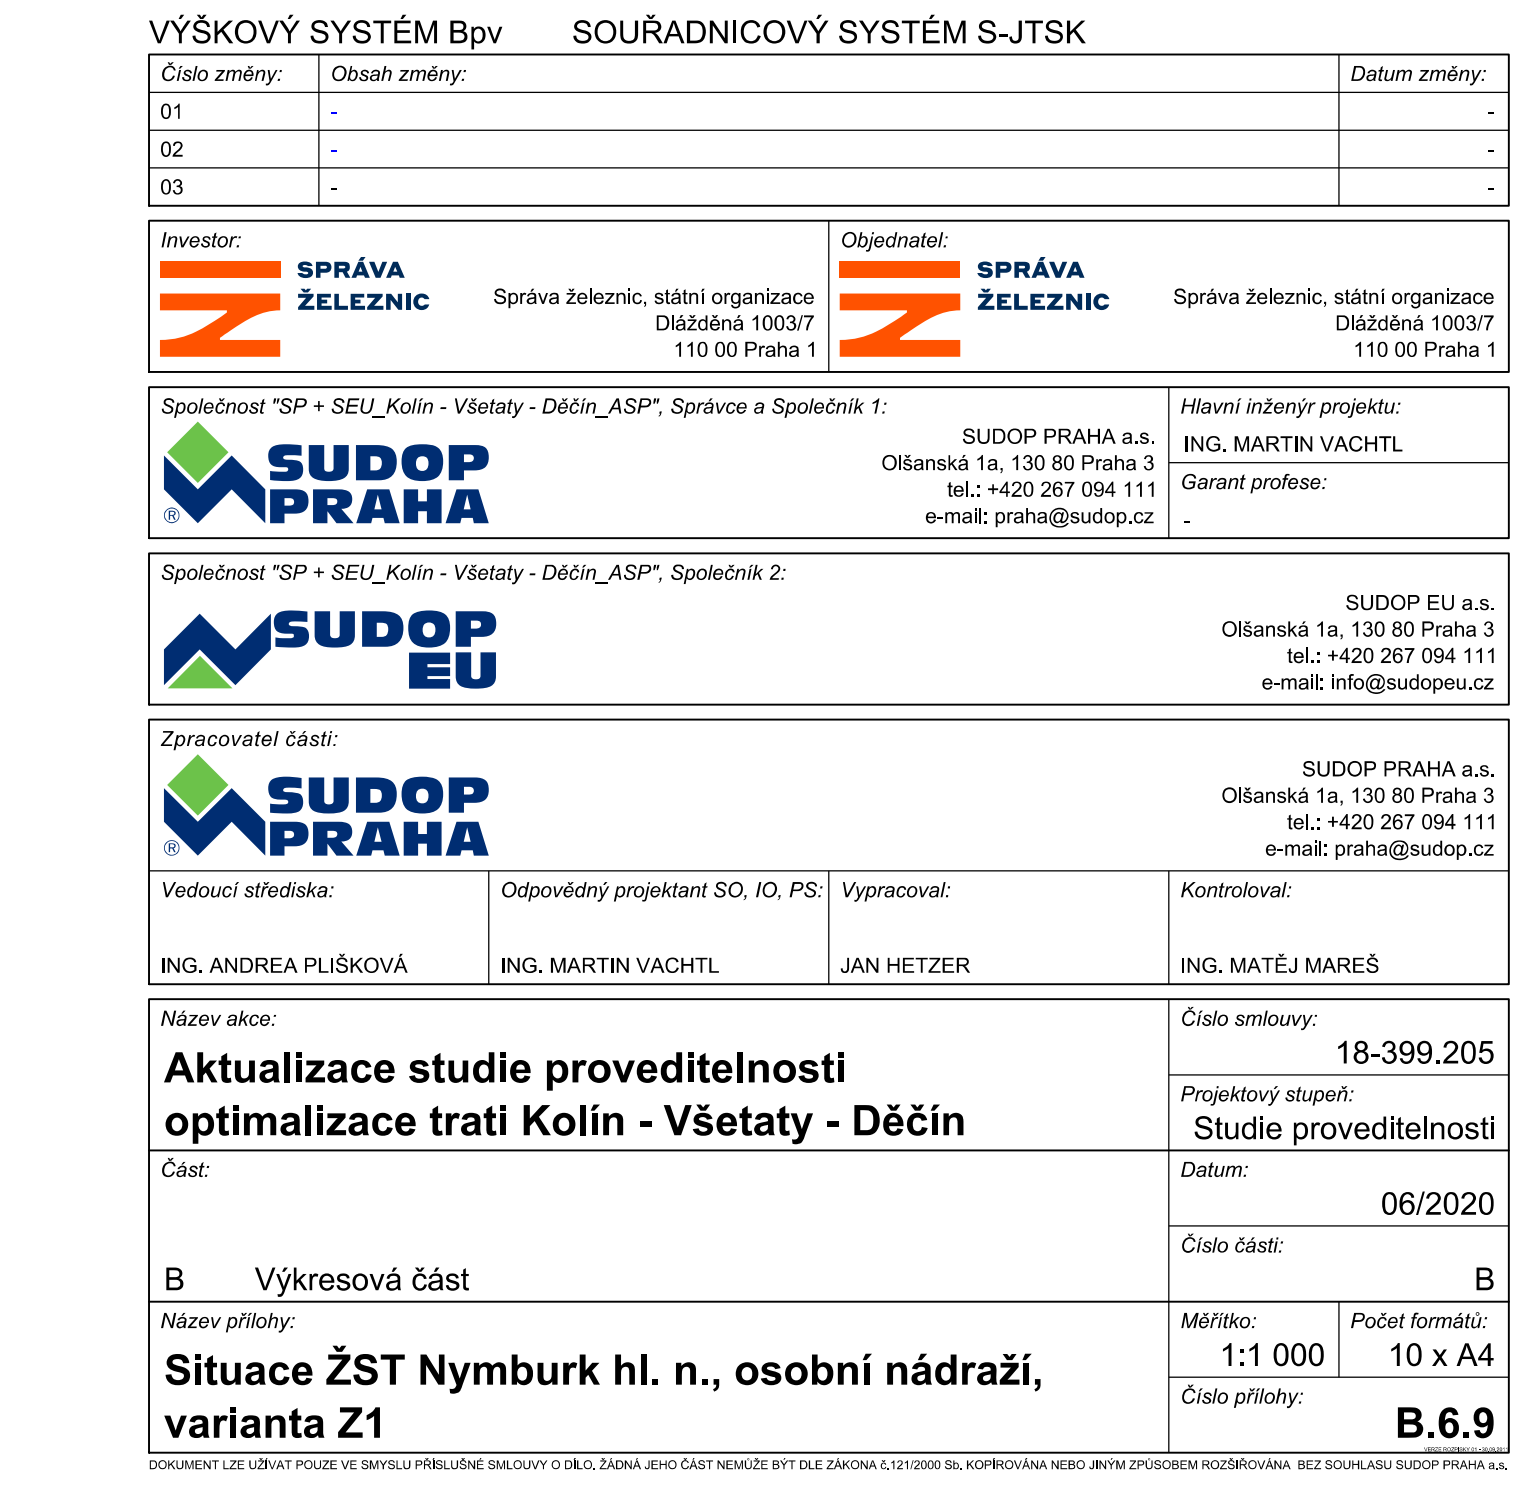 VÝŠKOVÝ SYSTÉM Bpv SOUŘADNICOVÝ SYSTÉM S-JTSK
Číslo změny: Obsah změny: Datum změny:
01 - -
02 - -
03 - -
Investor: Objednatel:
SPRÁVA ŽELEZNIC
Správa železnic, státní organizace
Dlážděná 1003/7
110 00 Praha 1
SPRÁVA ŽELEZNIC
Správa železnic, státní organizace
Dlážděná 1003/7
110 00 Praha 1
Společnost "SP + SEU_Kolín - Všetaty - Děčín_ASP", Správce a Společník 1:
SUDOP
PRAHA
®
SUDOP PRAHA a.s.
Olšanská 1a, 130 80 Praha 3
tel.: +420 267 094 111
e-mail: praha@sudop.cz
Hlavní inženýr projektu:
ING. MARTIN VACHTL
Garant profese:
-
Společnost "SP + SEU_Kolín - Všetaty - Děčín_ASP", Společník 2:
SUDOP
EU
SUDOP EU a.s.
Olšanská 1a, 130 80 Praha 3
tel.: +420 267 094 111
e-mail: info@sudopeu.cz
Zpracovatel části:
SUDOP
PRAHA
®
SUDOP PRAHA a.s.
Olšanská 1a, 130 80 Praha 3
tel.: +420 267 094 111
e-mail: praha@sudop.cz
Vedoucí střediska: Odpovědný projektant SO, IO, PS: Vypracoval: Kontroloval:
ING. ANDREA PLIŠKOVÁ ING. MARTIN VACHTL JAN HETZER ING. MATĚJ MAREŠ
Název akce:
Aktualizace studie proveditelnosti
optimalizace trati Kolín - Všetaty - Děčín
Číslo smlouvy:
18-399.205
Projektový stupeň:
Studie proveditelnosti
Část:
B Výkresová část
Datum:
06/2020
Číslo části:
B
Název přílohy:
Situace ŽST Nymburk hl. n., osobní nádraží,
varianta Z1
Měřítko: Počet formátů:
1:1 000 10 x A4
Číslo přílohy:
B.6.9
VERZE ROZPISKY 01 - 30.09.2011
DOKUMENT LZE UŽÍVAT POUZE VE SMYSLU PŘÍSLUŠNÉ SMLOUVY O DÍLO. ŽÁDNÁ JEHO ČÁST NEMŮŽE BÝT DLE ZÁKONA č.121/2000 Sb. KOPÍROVÁNA NEBO JINÝM ZPŮSOBEM ROZŠIŘOVÁNA BEZ SOUHLASU SUDOP PRAHA a.s.